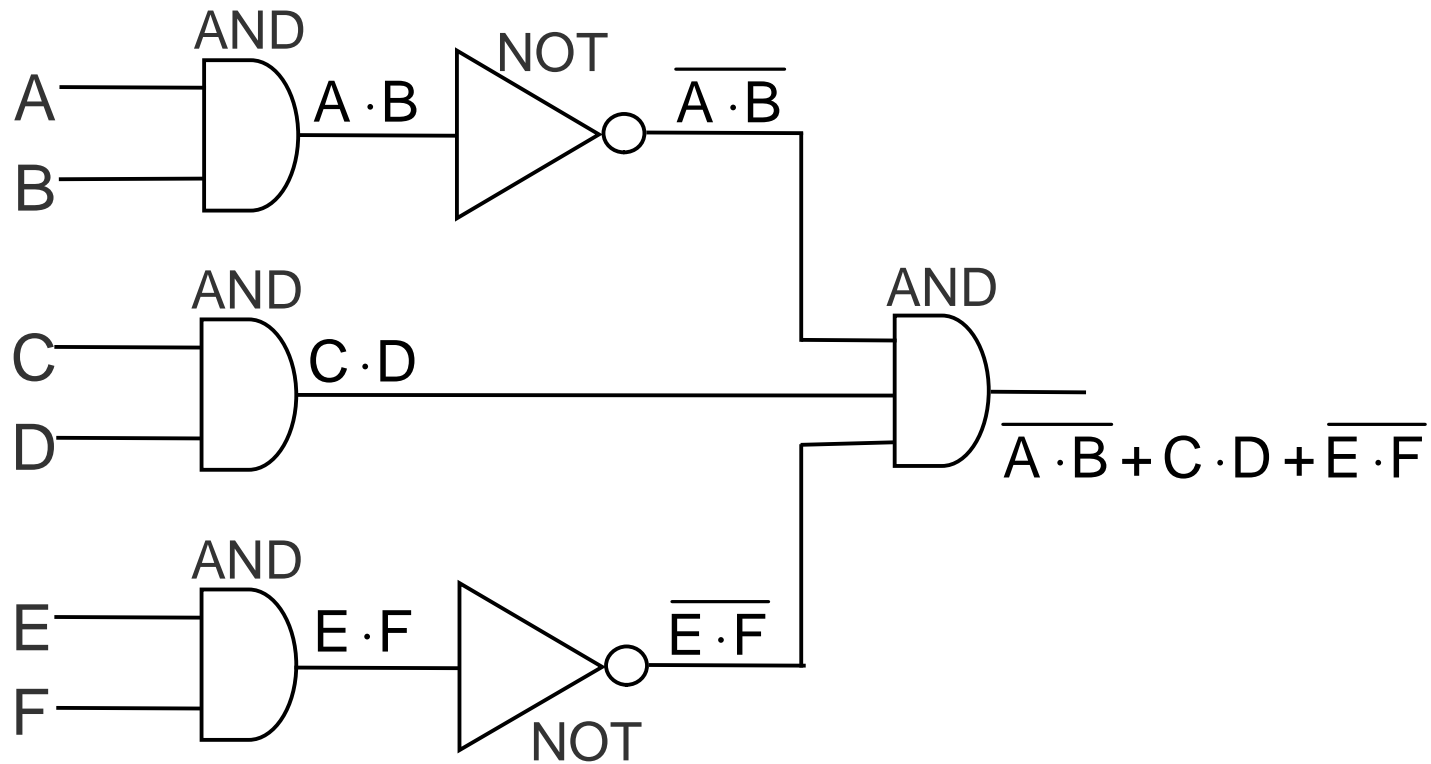 AND
NOT
A
A · B
A̅ ̅·̅ ̅B̅
B
AND
C
C · D
D
AND
A̅ ̅·̅ ̅B̅ + C · D + E̅ ̅·̅ ̅F̅
AND
E
E · F
E̅ ̅·̅ ̅F̅
F
NOT